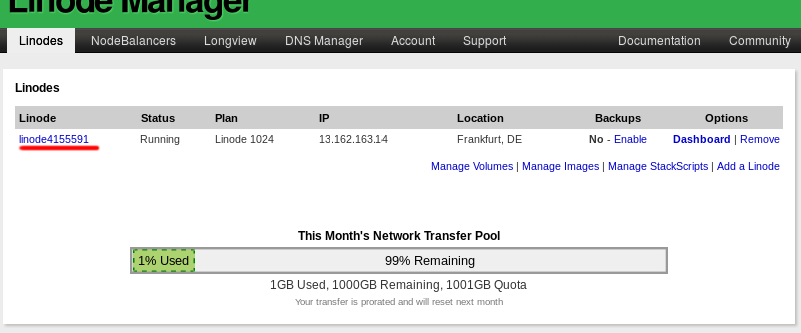 Linode Manager
Linodes NodeBalancers Longview DNS Manager Account Support Documentation Community
Linodes
Linode Status Plan IP Location Backups Options
linode4155591 Running Linode 1024 13.162.163.14 Frankfurt, DE No - Enable Dashboard | Remove
Manage Volumes | Manage Images | Manage StackScripts | Add a Linode
This Month's Network Transfer Pool
1% Used 99% Remaining
1GB Used, 1000GB Remaining, 1001GB Quota
Your transfer is prorated and will reset next month